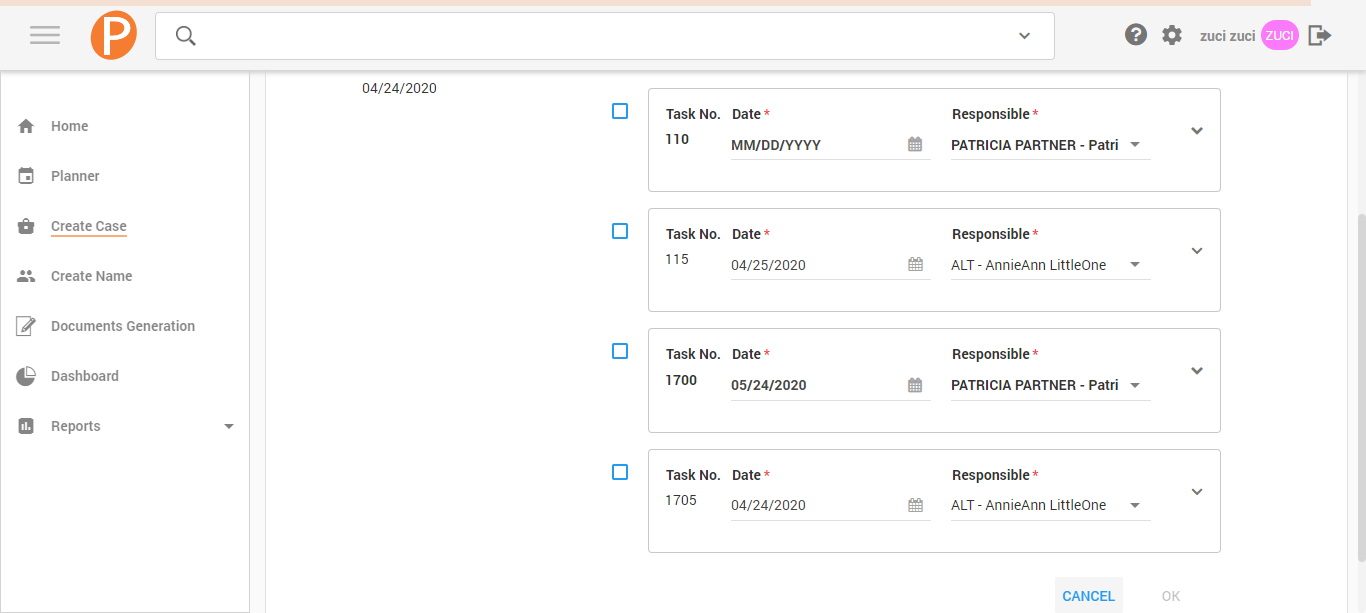 P
zuci zuci ZUCI
Home
Planner
Create Case
Create Name
Documents Generation
Dashboard
Reports
04/24/2020
Task No. Date * Responsible *
110 MM/DD/YYYY PATRICIA PARTNER - Patri
Task No. Date * Responsible *
115 04/25/2020 ALT - AnnieAnn LittleOne
Task No. Date * Responsible *
1700 05/24/2020 PATRICIA PARTNER - Patri
Task No. Date * Responsible *
1705 04/24/2020 ALT - AnnieAnn LittleOne
CANCEL OK